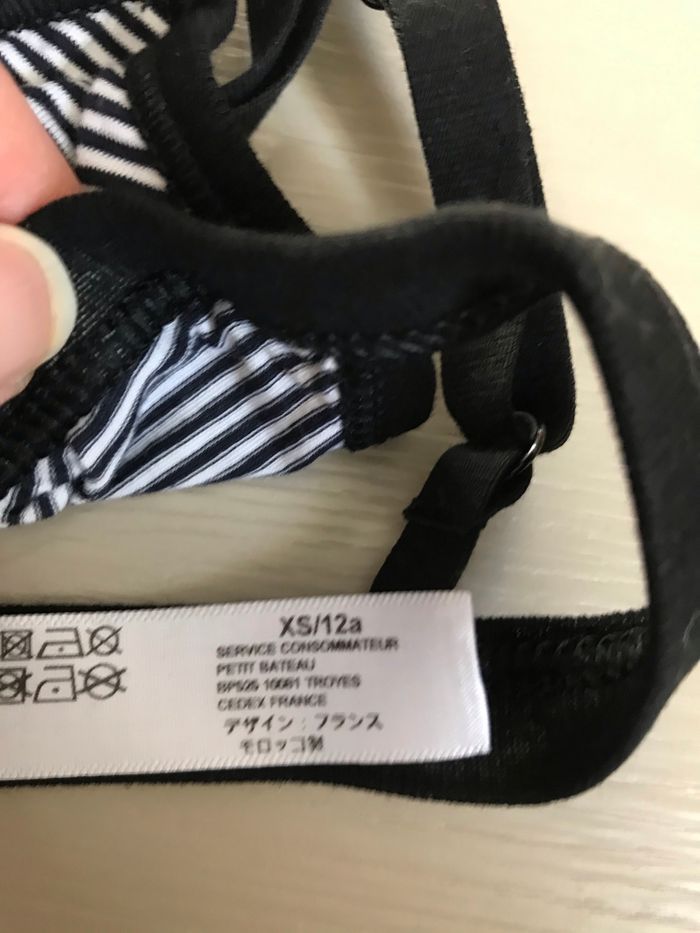 XS/12a
SERVICE CONSOMMATEUR
PETIT BATEAU
BP525 10081 TROYES
CEDEX FRANCE
デザイン：フランス
モロッコ製